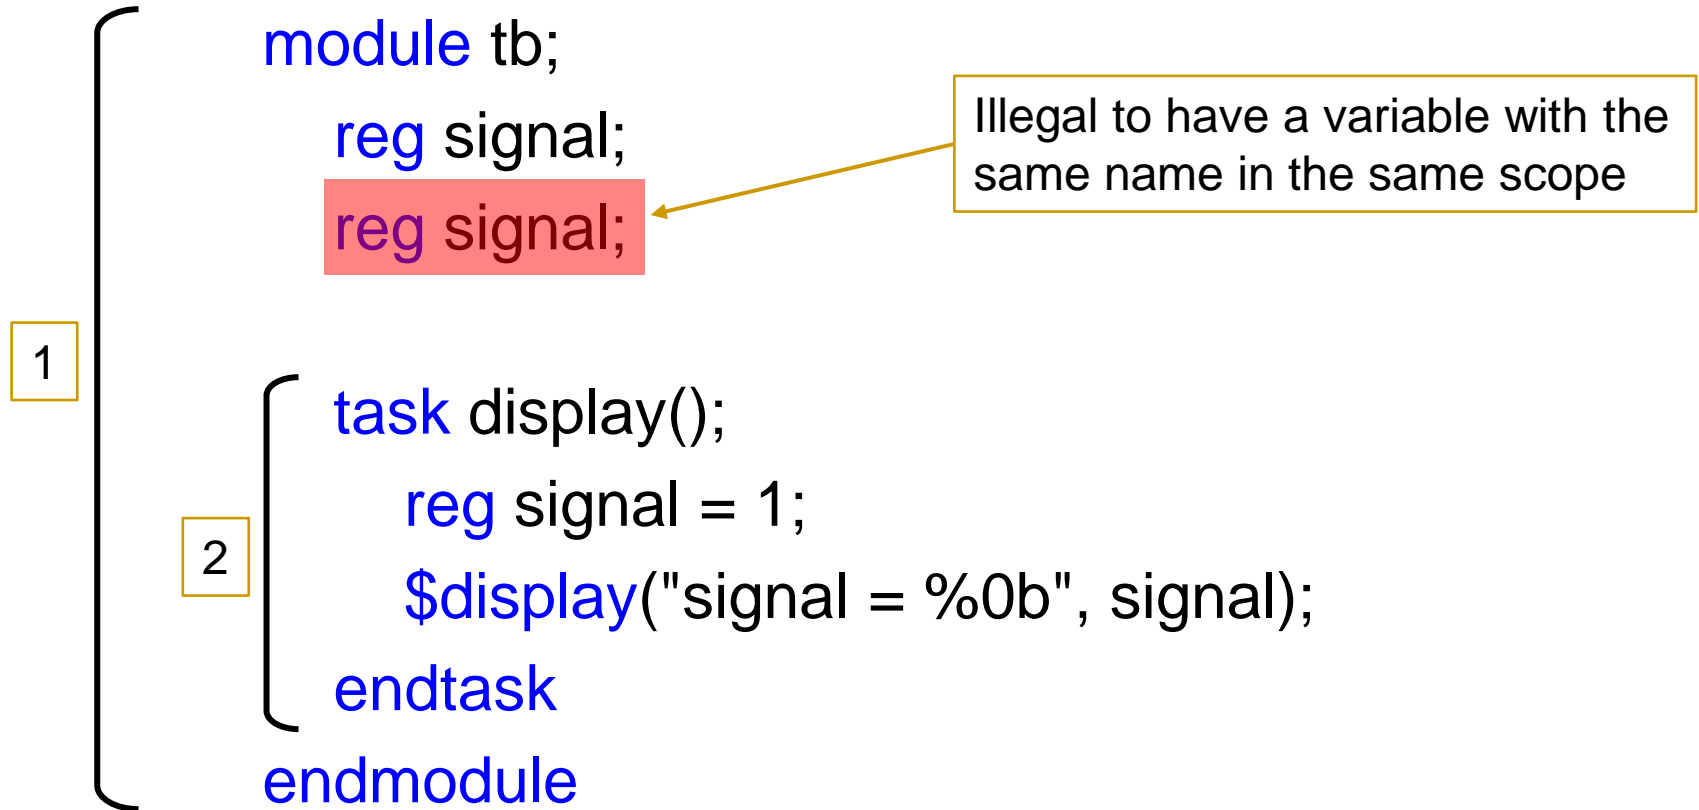 module tb;
reg signal;
Illegal to have a variable with the
same name in the same scope
reg signal;
1
task display();
reg signal = 1;
2
$display("signal = %0b", signal);
endtask
endmodule